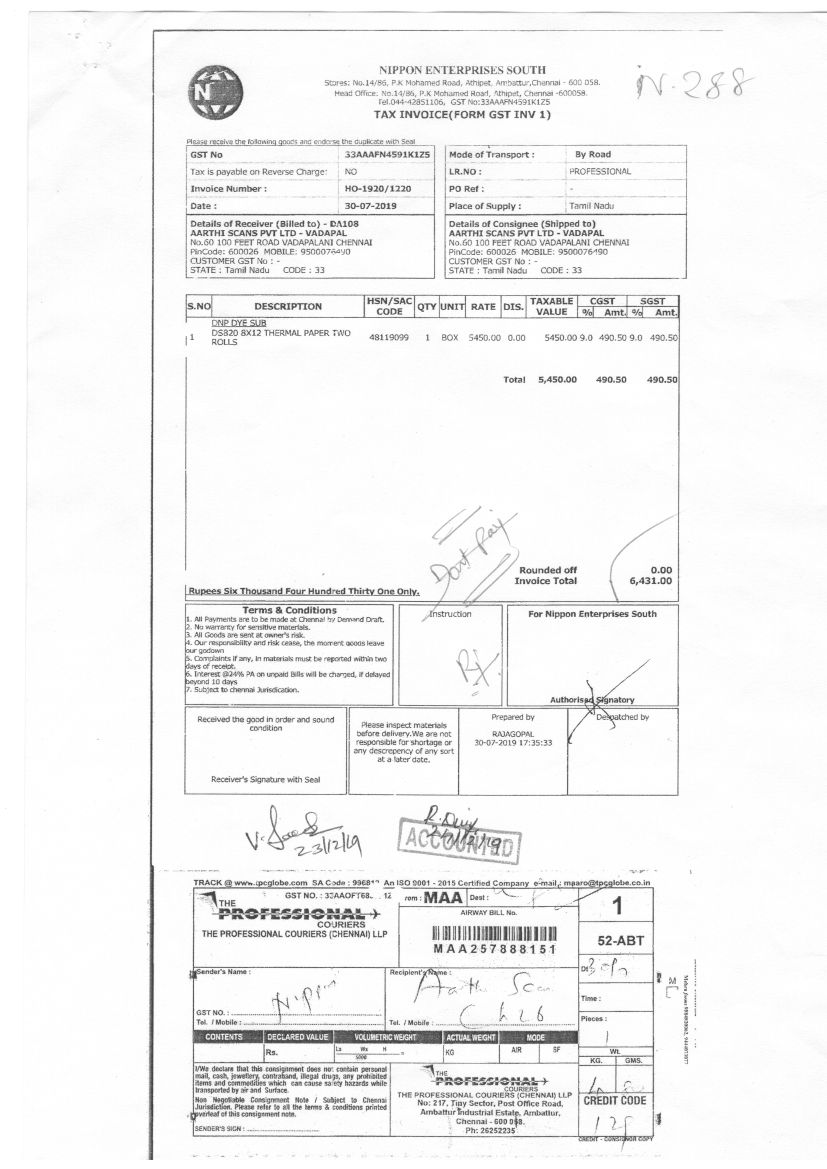 NIPPON ENTERPRISES SOUTH
Stores: No.14/86, P.K Mohamed Road, Athipet, Ambattur,Chennai - 600 058.
Head Office: No.14/86, P.K Mohamed Road, Athipet, Chennai -600058.
Tel.044-42851106, GST No:33AAAFN4591K1Z5
TAX INVOICE(FORM GST INV 1)
N-288
Please receive the following goods and endorse the duplicate with Seal
GST No 33AAAFN4591K1Z5
Tax is payable on Reverse Charge: NO
Invoice Number : HO-1920/1220
Date : 30-07-2019
Mode of Transport : By Road
LR.NO : PROFESSIONAL
PO Ref : -
Place of Supply : Tamil Nadu
Details of Receiver (Billed to) - DA108
AARTHI SCANS PVT LTD - VADAPAL
No.60 100 FEET ROAD VADAPALANI CHENNAI
PinCode: 600026 MOBILE: 9500076490
CUSTOMER GST No : -
STATE : Tamil Nadu CODE : 33
Details of Consignee (Shipped to)
AARTHI SCANS PVT LTD - VADAPAL
No.60 100 FEET ROAD VADAPALANI CHENNAI
PinCode: 600026 MOBILE: 9500076490
CUSTOMER GST No : -
STATE : Tamil Nadu CODE : 33
S.NO DESCRIPTION HSN/SAC CODE QTY UNIT RATE DIS. TAXABLE VALUE CGST % Amt. SGST % Amt.
DNP DYE SUB
1 DS820 8X12 THERMAL PAPER TWO ROLLS 48119099 1 BOX 5450.00 0.00 5450.00 9.0 490.50 9.0 490.50
Total 5,450.00 490.50 490.50
Dont Pay
Rounded off 0.00
Invoice Total 6,431.00
Rupees Six Thousand Four Hundred Thirty One Only.
Terms & Conditions
1. All Payments are to be made at Chennai by Demand Draft.
2. No warranty for sensitive materials.
3. All Goods are sent at owner's risk.
4. Our responsibility and risk cease, the moment goods leave
our godown
5. Complaints if any, in materials must be reported within two
days of receipt.
6. Interest @24% PA on unpaid Bills will be charged, if delayed
beyond 10 days
7. Subject to chennai Jurisdication.
Instruction
For Nippon Enterprises South
Authorised Signatory
Received the good in order and sound
condition
Receiver's Signature with Seal
Please inspect materials
before delivery.We are not
responsible for shortage or
any descrepency of any sort
at a later date.
Prepared by
RAJAGOPAL
30-07-2019 17:35:33
Despatched by
23/12/19
ACCOUNTED
TRACK @ www.tpcglobe.com SA Code : 99681 An ISO 9001 - 2015 Certified Company e-mail : maaro@tpcglobe.co.in
THE
PROFESSIONAL
COURIERS
THE PROFESSIONAL COURIERS (CHENNAI) LLP
From : MAA Dest :
AIRWAY BILL No.
MAA257888151
1
52-ABT
Sender's Name :
Nippon
GST NO. :
Tel. / Mobile :
Recipient's Name :
Aarthi Scan
Ch 26
Tel. / Mobile :
Dt
Time :
Pieces :
1
CONTENTS DECLARED VALUE VOLUMETRIC WEIGHT ACTUAL WEIGHT MODE
Rs. 5000 = KG AIR SF
Wt.
KG. GMS.
I/We declare that this consignment does not contain personal
mail, cash, jewellery, contraband, illegal drugs, any prohibited
items and commodities which can cause safety hazards while
transported by air and Surface.
Non Negotiable Consignment Note / Subject to Chennai
Jurisdiction. Please refer to all the terms & conditions printed
overleaf of this consignment note.
SENDER'S SIGN :
THE
PROFESSIONAL
COURIERS
THE PROFESSIONAL COURIERS (CHENNAI) LLP
No: 217, Tiny Sector, Post Office Road,
Ambattur Industrial Estate, Ambattur,
Chennai - 600 058.
Ph: 26252235
CREDIT CODE
CREDIT - CONSIGNOR COPY